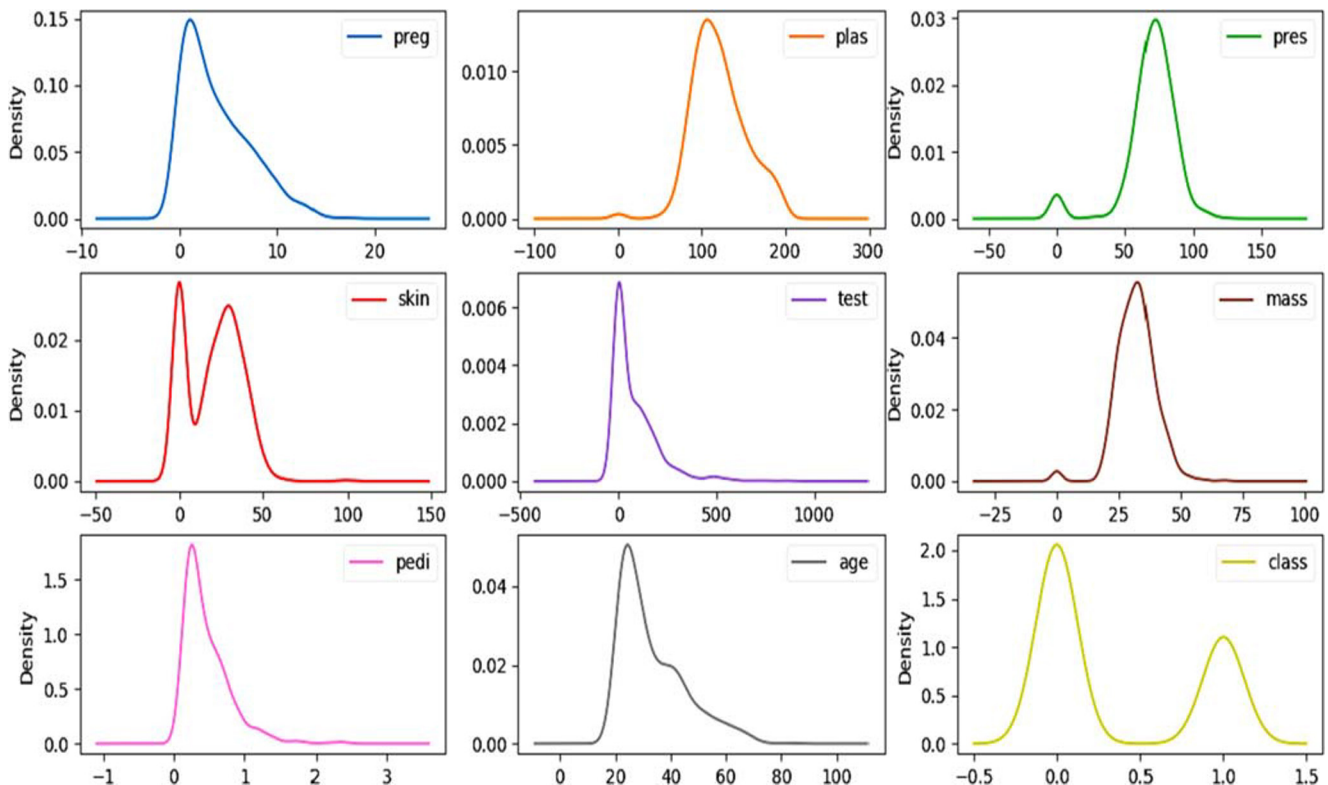 preg
Density
0.15
0.10
0.05
0.00
−10 0 10 20
plas
0.010
0.005
0.000
−100 0 100 200 300
pres
Density
0.03
0.02
0.01
0.00
−50 0 50 100 150
skin
Density
0.02
0.01
0.00
−50 0 50 100 150
test
0.006
0.004
0.002
0.000
−500 0 500 1000
mass
0.04
0.02
0.00
−25 0 25 50 75 100
pedi
Density
1.5
1.0
0.5
0.0
−1 0 1 2 3
age
0.04
0.02
0.00
0 20 40 60 80 100
class
Density
2.0
1.5
1.0
0.5
0.0
−0.5 0.0 0.5 1.0 1.5